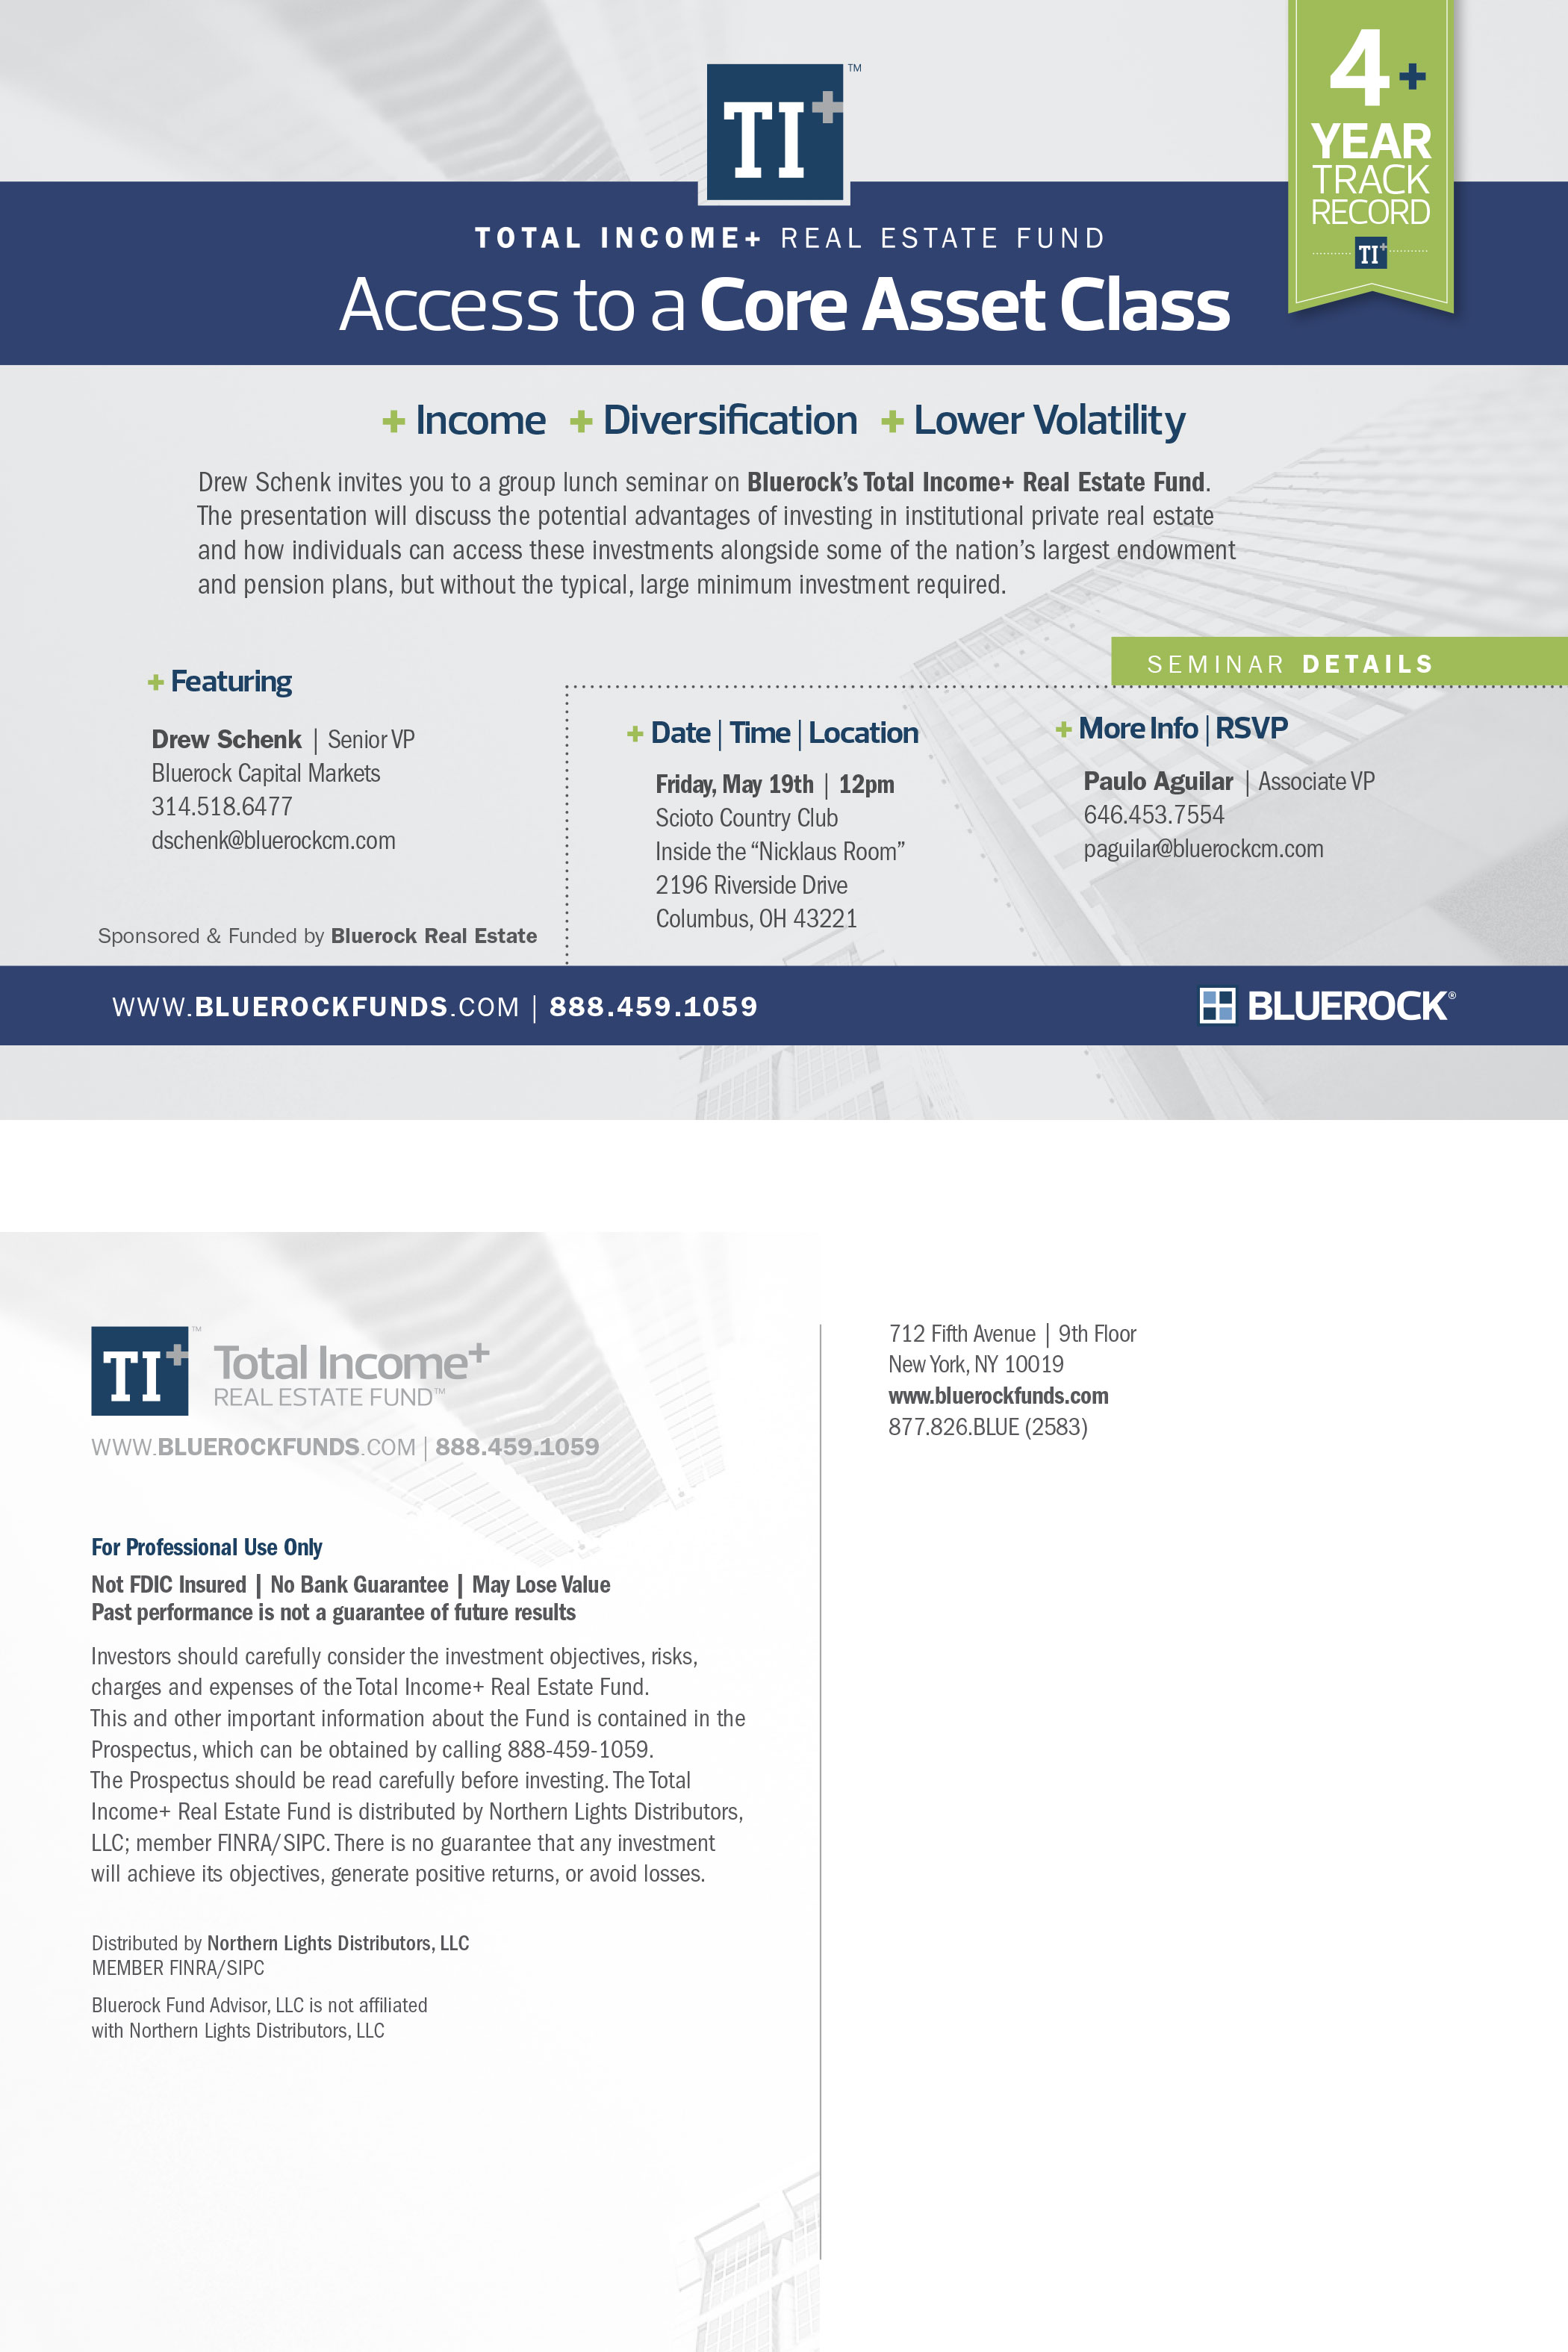 TI+ ™
4+
YEAR
TRACK
RECORD
TI+
TOTAL INCOME+ REAL ESTATE FUND
Access to a Core Asset Class
+ Income + Diversification + Lower Volatility
Drew Schenk invites you to a group lunch seminar on Bluerock’s Total Income+ Real Estate Fund.
The presentation will discuss the potential advantages of investing in institutional private real estate
and how individuals can access these investments alongside some of the nation’s largest endowment
and pension plans, but without the typical, large minimum investment required.
SEMINAR DETAILS
+ Featuring
Drew Schenk | Senior VP
Bluerock Capital Markets
314.518.6477
dschenk@bluerockcm.com
Sponsored & Funded by Bluerock Real Estate
+ Date | Time | Location
Friday, May 19th | 12pm
Scioto Country Club
Inside the “Nicklaus Room”
2196 Riverside Drive
Columbus, OH 43221
+ More Info | RSVP
Paulo Aguilar | Associate VP
646.453.7554
paguilar@bluerockcm.com
WWW.BLUEROCKFUNDS.COM | 888.459.1059
BLUEROCK®
TI+ ™
Total Income+
REAL ESTATE FUND™
WWW.BLUEROCKFUNDS.COM | 888.459.1059
For Professional Use Only
Not FDIC Insured | No Bank Guarantee | May Lose Value
Past performance is not a guarantee of future results
Investors should carefully consider the investment objectives, risks,
charges and expenses of the Total Income+ Real Estate Fund.
This and other important information about the Fund is contained in the
Prospectus, which can be obtained by calling 888-459-1059.
The Prospectus should be read carefully before investing. The Total
Income+ Real Estate Fund is distributed by Northern Lights Distributors,
LLC; member FINRA/SIPC. There is no guarantee that any investment
will achieve its objectives, generate positive returns, or avoid losses.
Distributed by Northern Lights Distributors, LLC
MEMBER FINRA/SIPC
Bluerock Fund Advisor, LLC is not affiliated
with Northern Lights Distributors, LLC
712 Fifth Avenue | 9th Floor
New York, NY 10019
www.bluerockfunds.com
877.826.BLUE (2583)